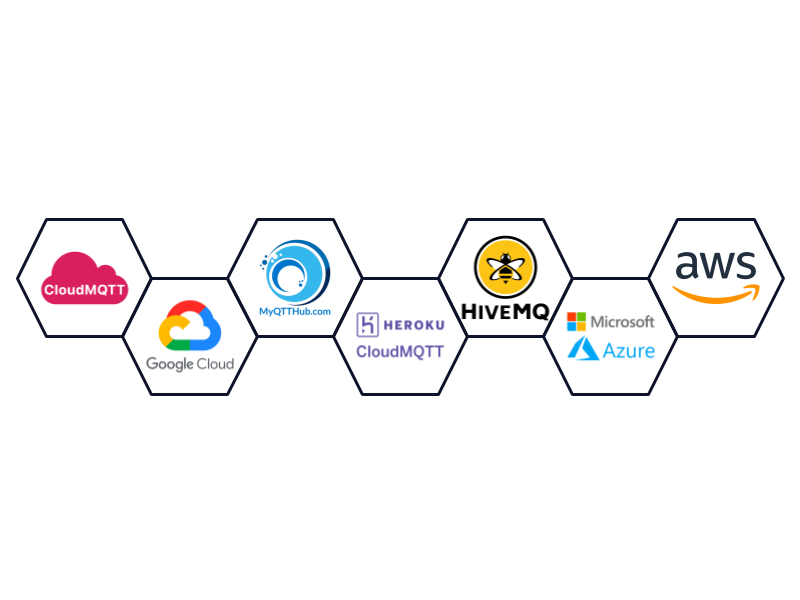 CloudMQTT
Google Cloud
MyQTTHub.com
HEROKU
CloudMQTT
HIVEMQ
Microsoft
Azure
aws